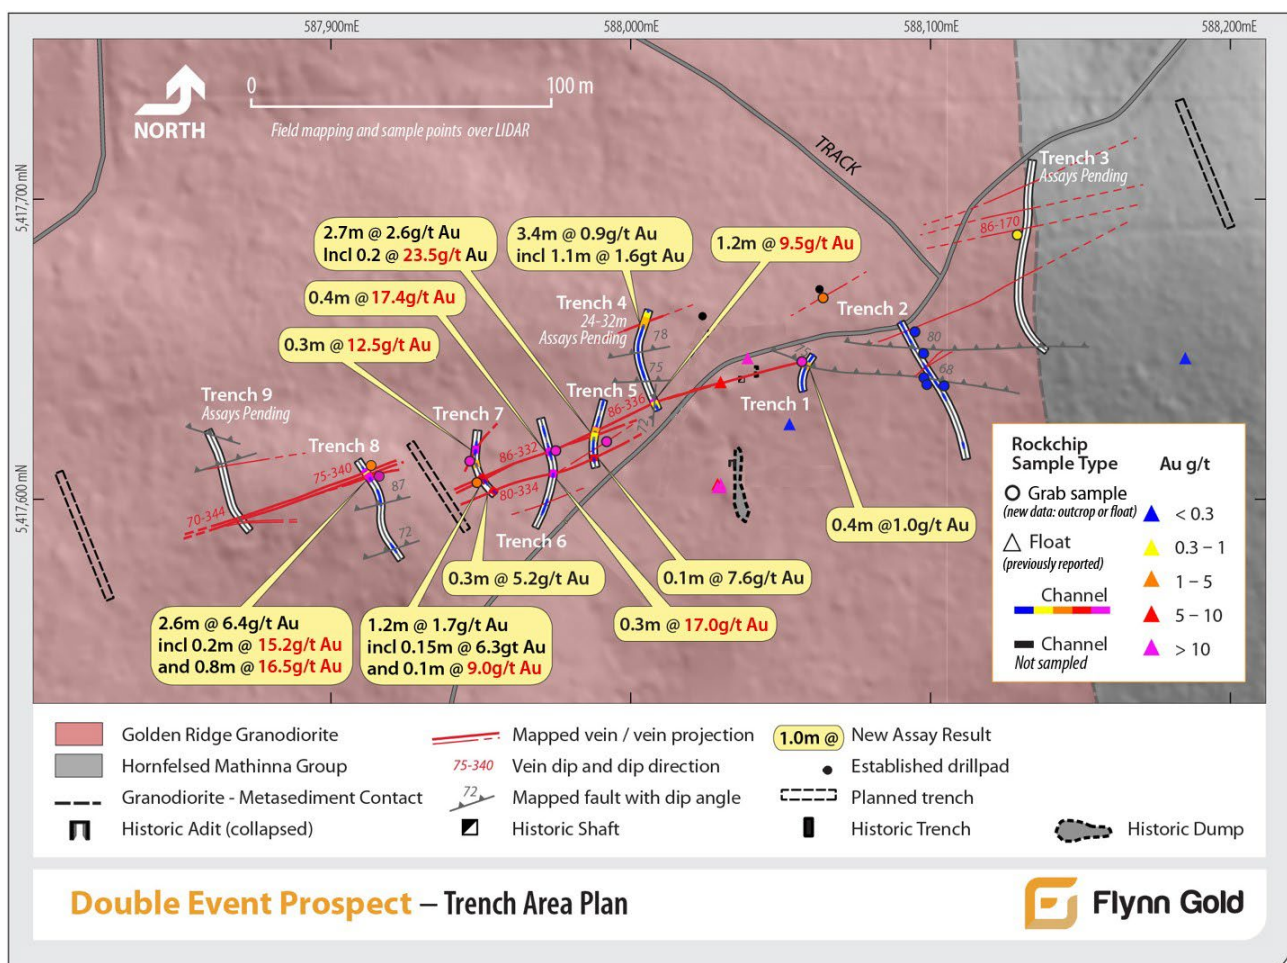 587,900mE
588,000mE
588,100mE
588,200mE
5,417,700 mN
5,417,600 mN
NORTH
0
100 m
Field mapping and sample points over LIDAR
TRACK
Trench 3
Assays Pending
86-170
2.7m @ 2.6g/t Au
Incl 0.2 @ 23.5g/t Au
3.4m @ 0.9g/t Au
incl 1.1m @ 1.6gt Au
1.2m @ 9.5g/t Au
0.4m @ 17.4g/t Au
0.3m @ 12.5g/t Au
Trench 4
24-32m
Assays Pending
78
75
Trench 2
80
68
75
Trench 1
Trench 5
86-336
72
Trench 9
Assays Pending
Trench 7
Trench 8
75-340
70-344
87
72
86-332
80-334
Trench 6
0.4m @1.0g/t Au
0.3m @ 5.2g/t Au
0.1m @ 7.6g/t Au
0.3m @ 17.0g/t Au
2.6m @ 6.4g/t Au
incl 0.2m @ 15.2g/t Au
and 0.8m @ 16.5g/t Au
1.2m @ 1.7g/t Au
incl 0.15m @ 6.3gt Au
and 0.1m @ 9.0g/t Au
Rockchip
Sample Type
Au g/t
Grab sample
(new data: outcrop or float)
Float
(previously reported)
Channel
Channel
Not sampled
< 0.3
0.3 – 1
1 – 5
5 – 10
> 10
Golden Ridge Granodiorite
Hornfelsed Mathinna Group
Granodiorite - Metasediment Contact
Historic Adit (collapsed)
Mapped vein / vein projection
75-340
Vein dip and dip direction
72
Mapped fault with dip angle
Historic Shaft
1.0m @
New Assay Result
Established drillpad
Planned trench
Historic Trench
Historic Dump
Double Event Prospect – Trench Area Plan
Flynn Gold